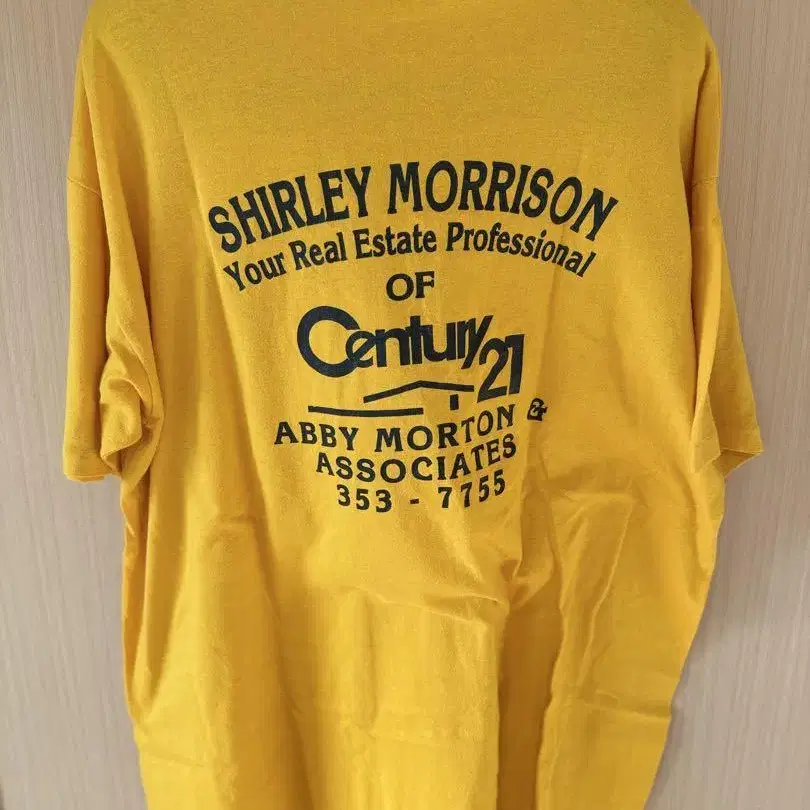 SHIRLEY MORRISON
Your Real Estate Professional
OF
Century 21
ABBY MORTON &
ASSOCIATES
353 - 7755